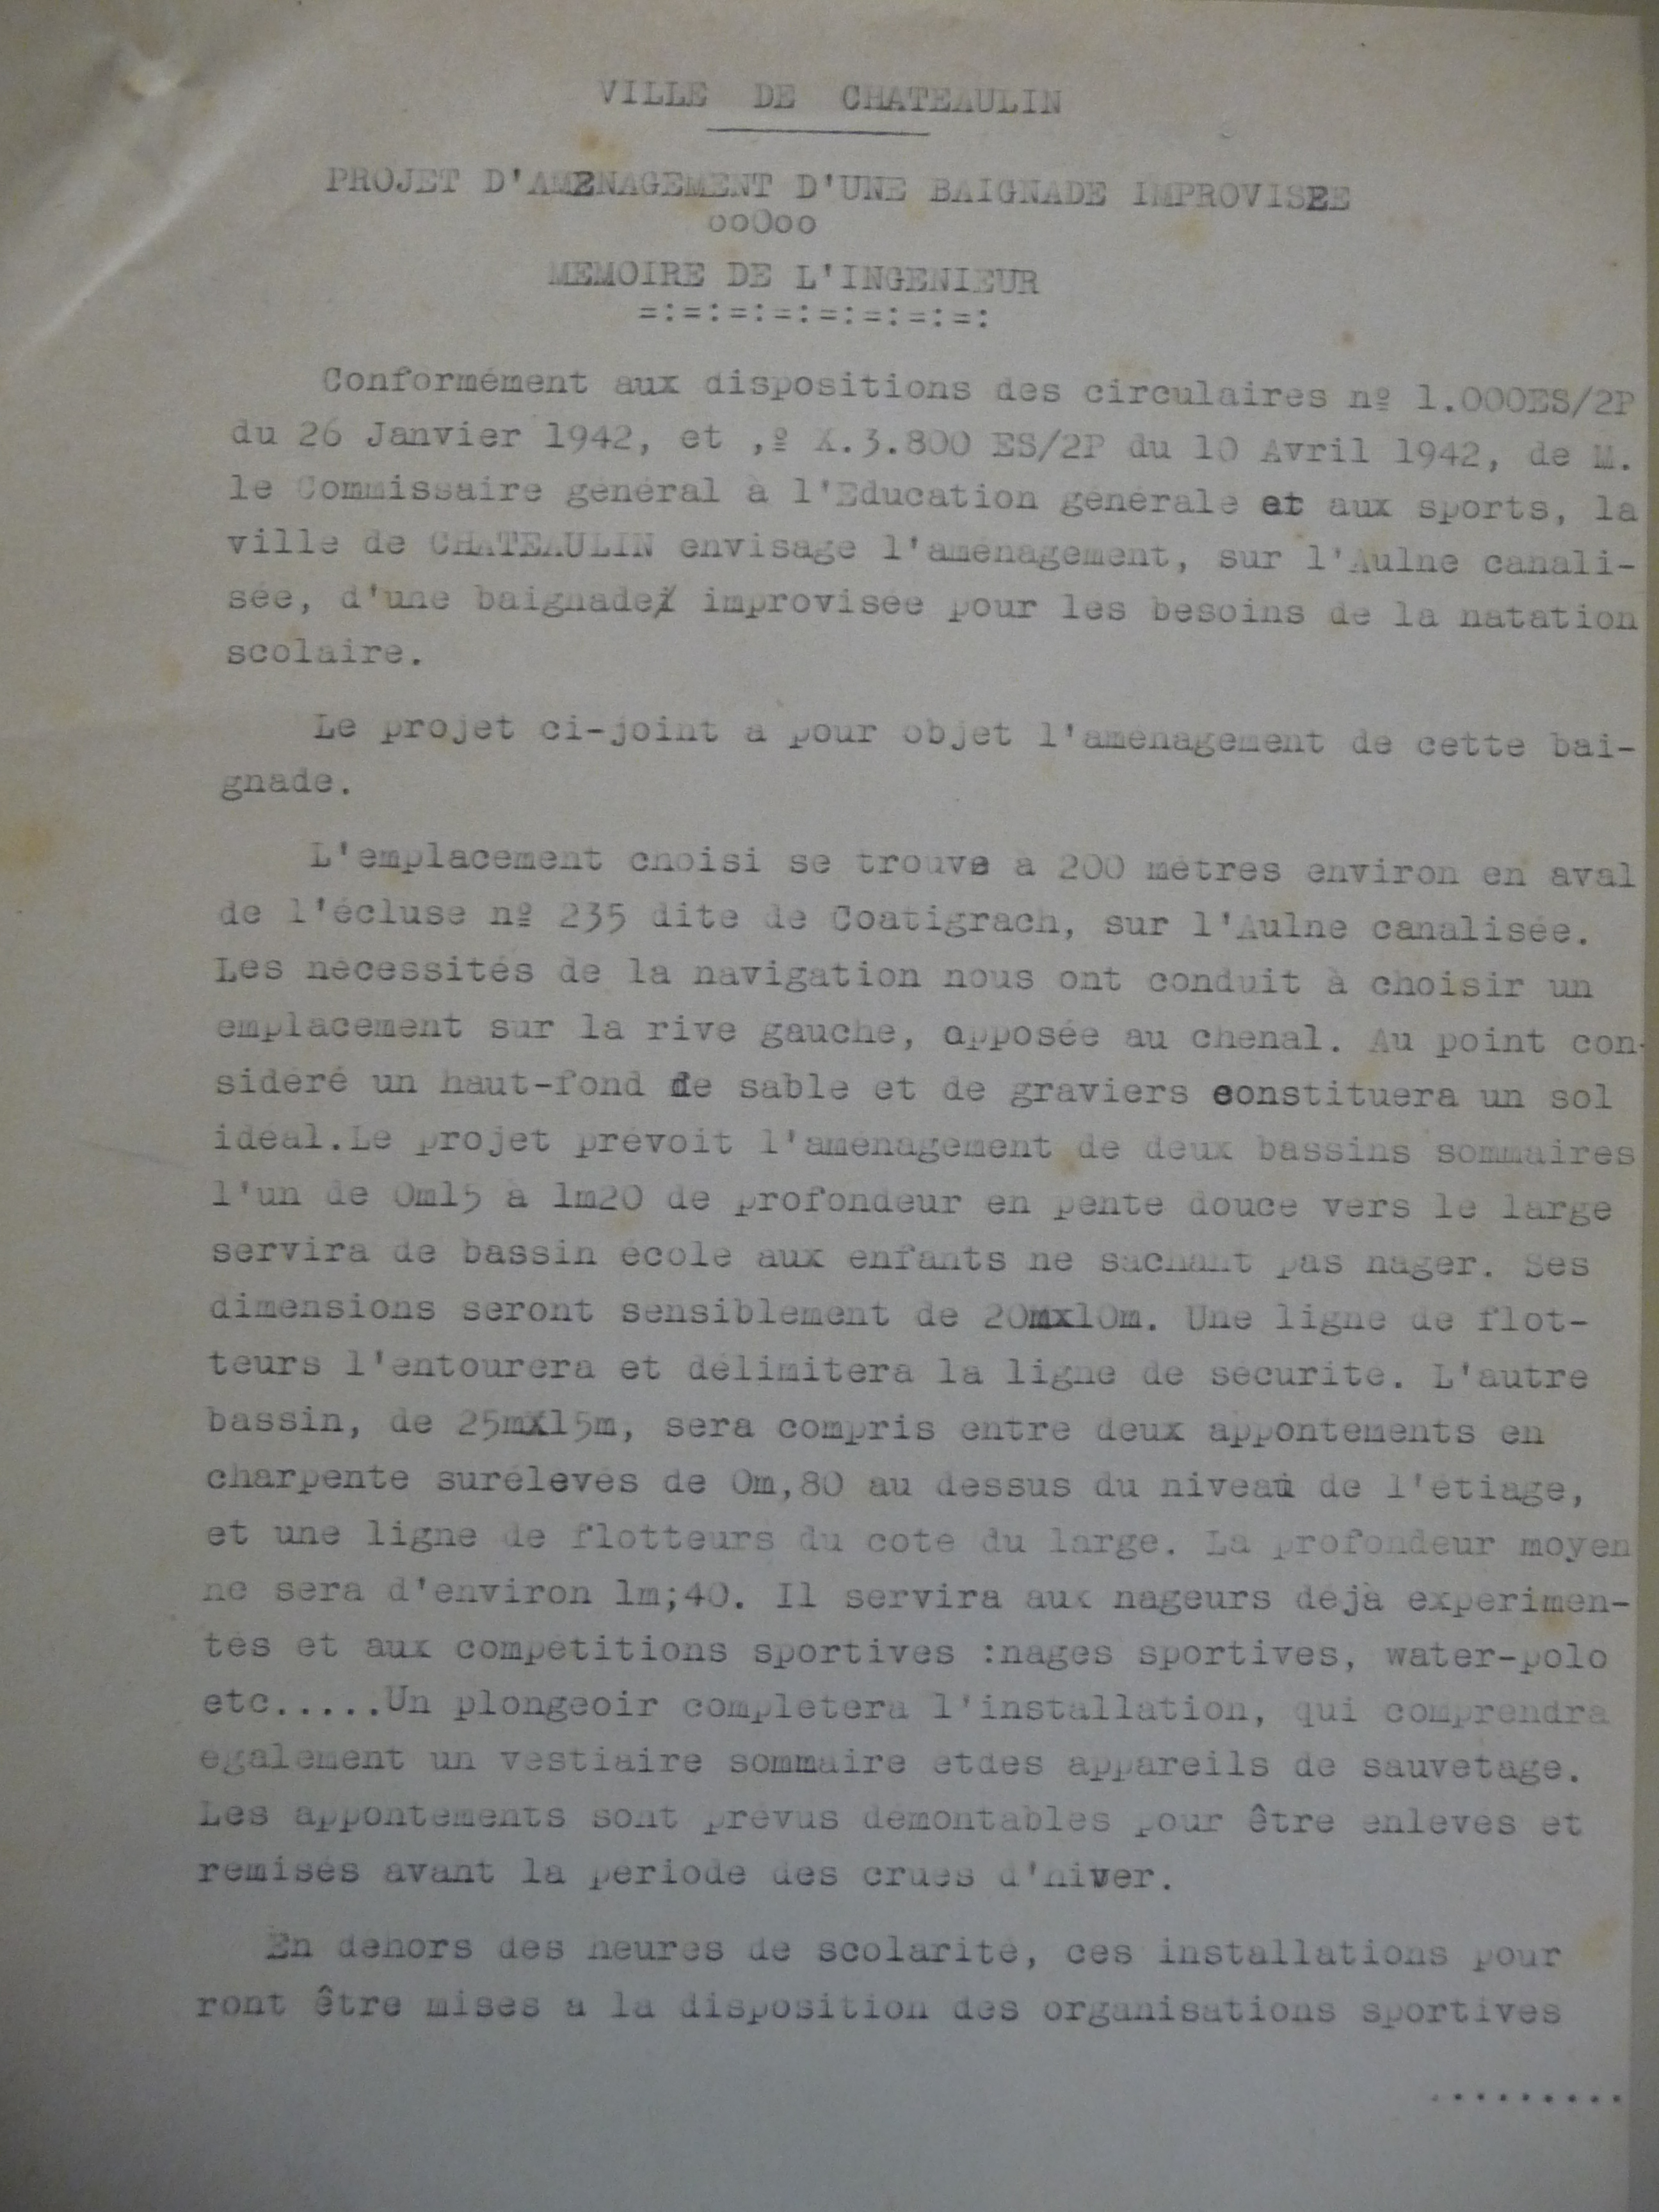 VILLE DE CHATEAULIN
PROJET D'AMENAGEMENT D'UNE BAIGNADE IMPROVISEE
ooOoo
MEMOIRE DE L'INGENIEUR
=:=:=:=:=:=:=:=:
Conformément aux dispositions des circulaires nº 1.000ES/2P
du 26 Janvier 1942, et ,º X.3.800 ES/2P du 10 Avril 1942, de M.
le Commissaire général à l'Education générale et aux sports, la
ville de CHATEAULIN envisage l'aménagement, sur l'Aulne canali-
sée, d'une baignade/ improvisée pour les besoins de la natation
scolaire.
Le projet ci-joint a pour objet l'aménagement de cette bai-
gnade.
L'emplacement choisi se trouve à 200 mètres environ en aval
de l'écluse nº 235 dite de Coatigrach, sur l'Aulne canalisée.
Les nécessités de la navigation nous ont conduit à choisir un
emplacement sur la rive gauche, opposée au chenal. Au point con-
sidéré un haut-fond de sable et de graviers constituera un sol
idéal.Le projet prévoit l'aménagement de deux bassins sommaires
l'un de 0m15 à 1m20 de profondeur en pente douce vers le large
servira de bassin école aux enfants ne sachant pas nager. Ses
dimensions seront sensiblement de 20mx10m. Une ligne de flot-
teurs l'entourera et délimitera la ligne de sécurité. L'autre
bassin, de 25mX15m, sera compris entre deux appontements en
charpente surélevés de 0m,80 au dessus du niveau de l'étiage,
et une ligne de flotteurs du coté du large. La profondeur moyen
ne sera d'environ 1m;40. Il servira aux nageurs déjà expérimen-
tés et aux compétitions sportives :nages sportives, water-polo
etc.....Un plongeoir complètera l'installation, qui comprendra
également un vestiaire sommaire etdes appareils de sauvetage.
Les appontements sont prévus démontables pour être enlevés et
remisés avant la période des crues d'hiver.
En dehors des heures de scolarité, ces installations pour
ront être mises à la disposition des organisations sportives
.........